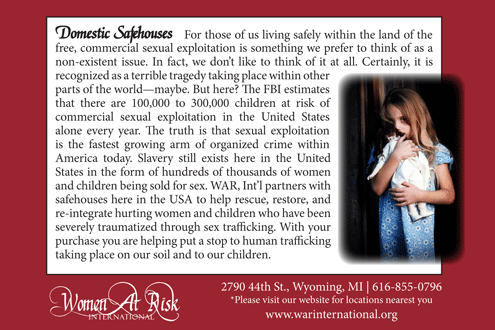 Domestic Safehouses For those of us living safely within the land of the
free, commercial sexual exploitation is something we prefer to think of as a
non-existent issue. In fact, we don't like to think of it at all. Certainly, it is
recognized as a terrible tragedy taking place within other
parts of the world—maybe. But here? The FBI estimates
that there are 100,000 to 300,000 children at risk of
commercial sexual exploitation in the United States
alone every year. The truth is that sexual exploitation
is the fastest growing arm of organized crime within
America today. Slavery still exists here in the United
States in the form of hundreds of thousands of women
and children being sold for sex. WAR, Int'l partners with
safehouses here in the USA to help rescue, restore, and
re-integrate hurting women and children who have been
severely traumatized through sex trafficking. With your
purchase you are helping put a stop to human trafficking
taking place on our soil and to our children.
Women At Risk
INTERNATIONAL
2790 44th St., Wyoming, MI | 616-855-0796
*Please visit our website for locations nearest you
www.warinternational.org